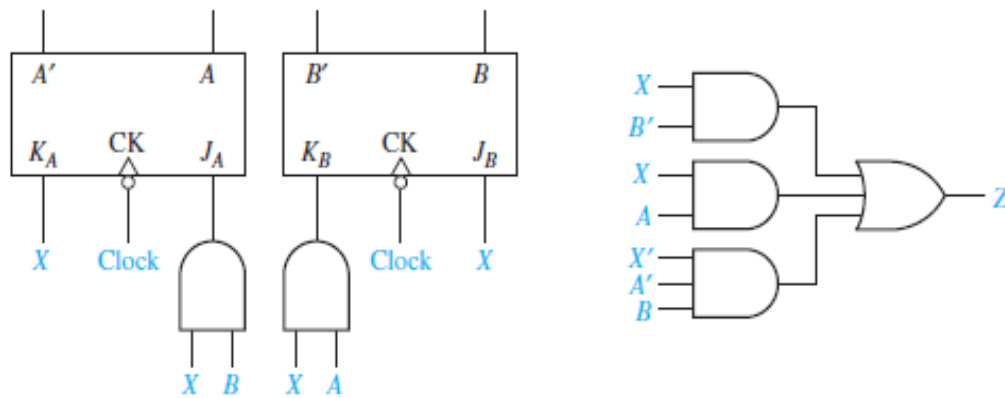 A′ A B′ B
K_A CK J_A K_B CK J_B
X Clock Clock X
X B X A
X
B′
X
A
X′
A′
B
Z